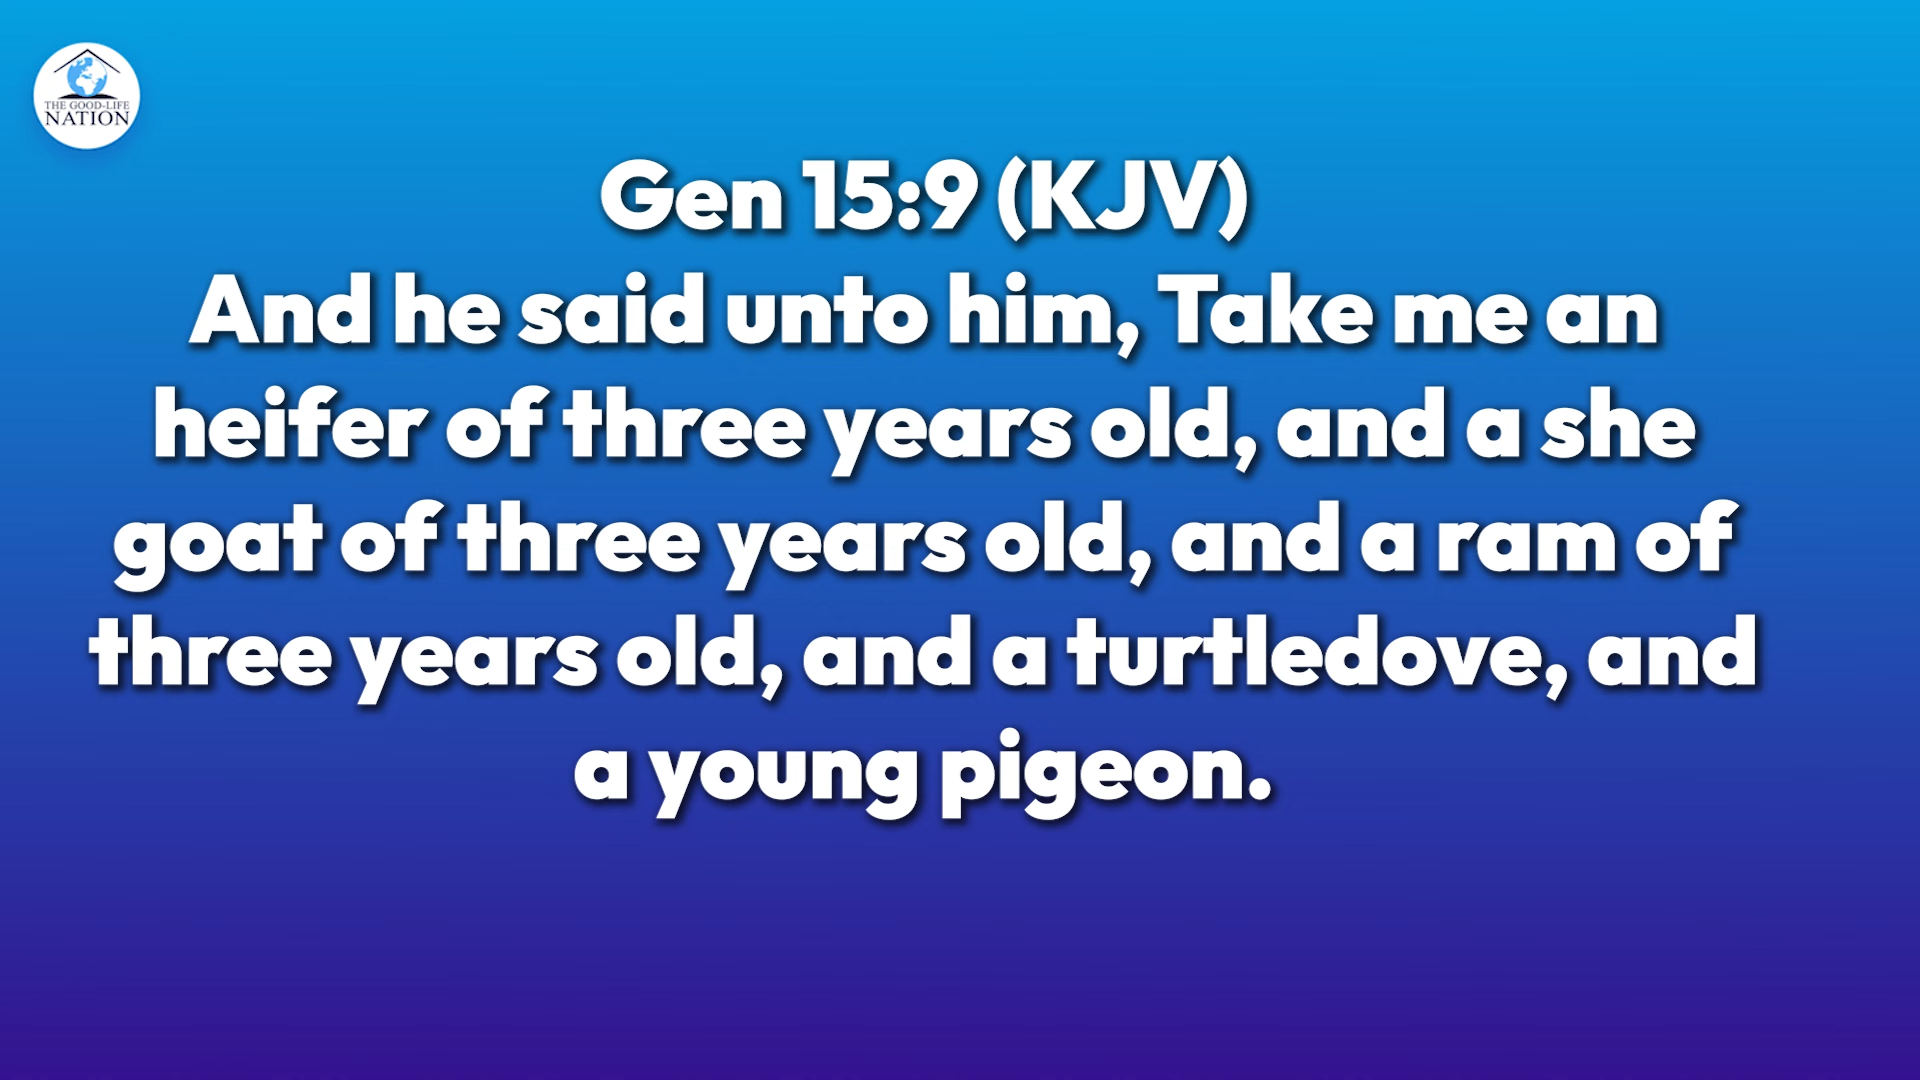 THE GOOD-LIFE
NATION
Gen 15:9 (KJV)
And he said unto him, Take me an
heifer of three years old, and a she
goat of three years old, and a ram of
three years old, and a turtledove, and
a young pigeon.